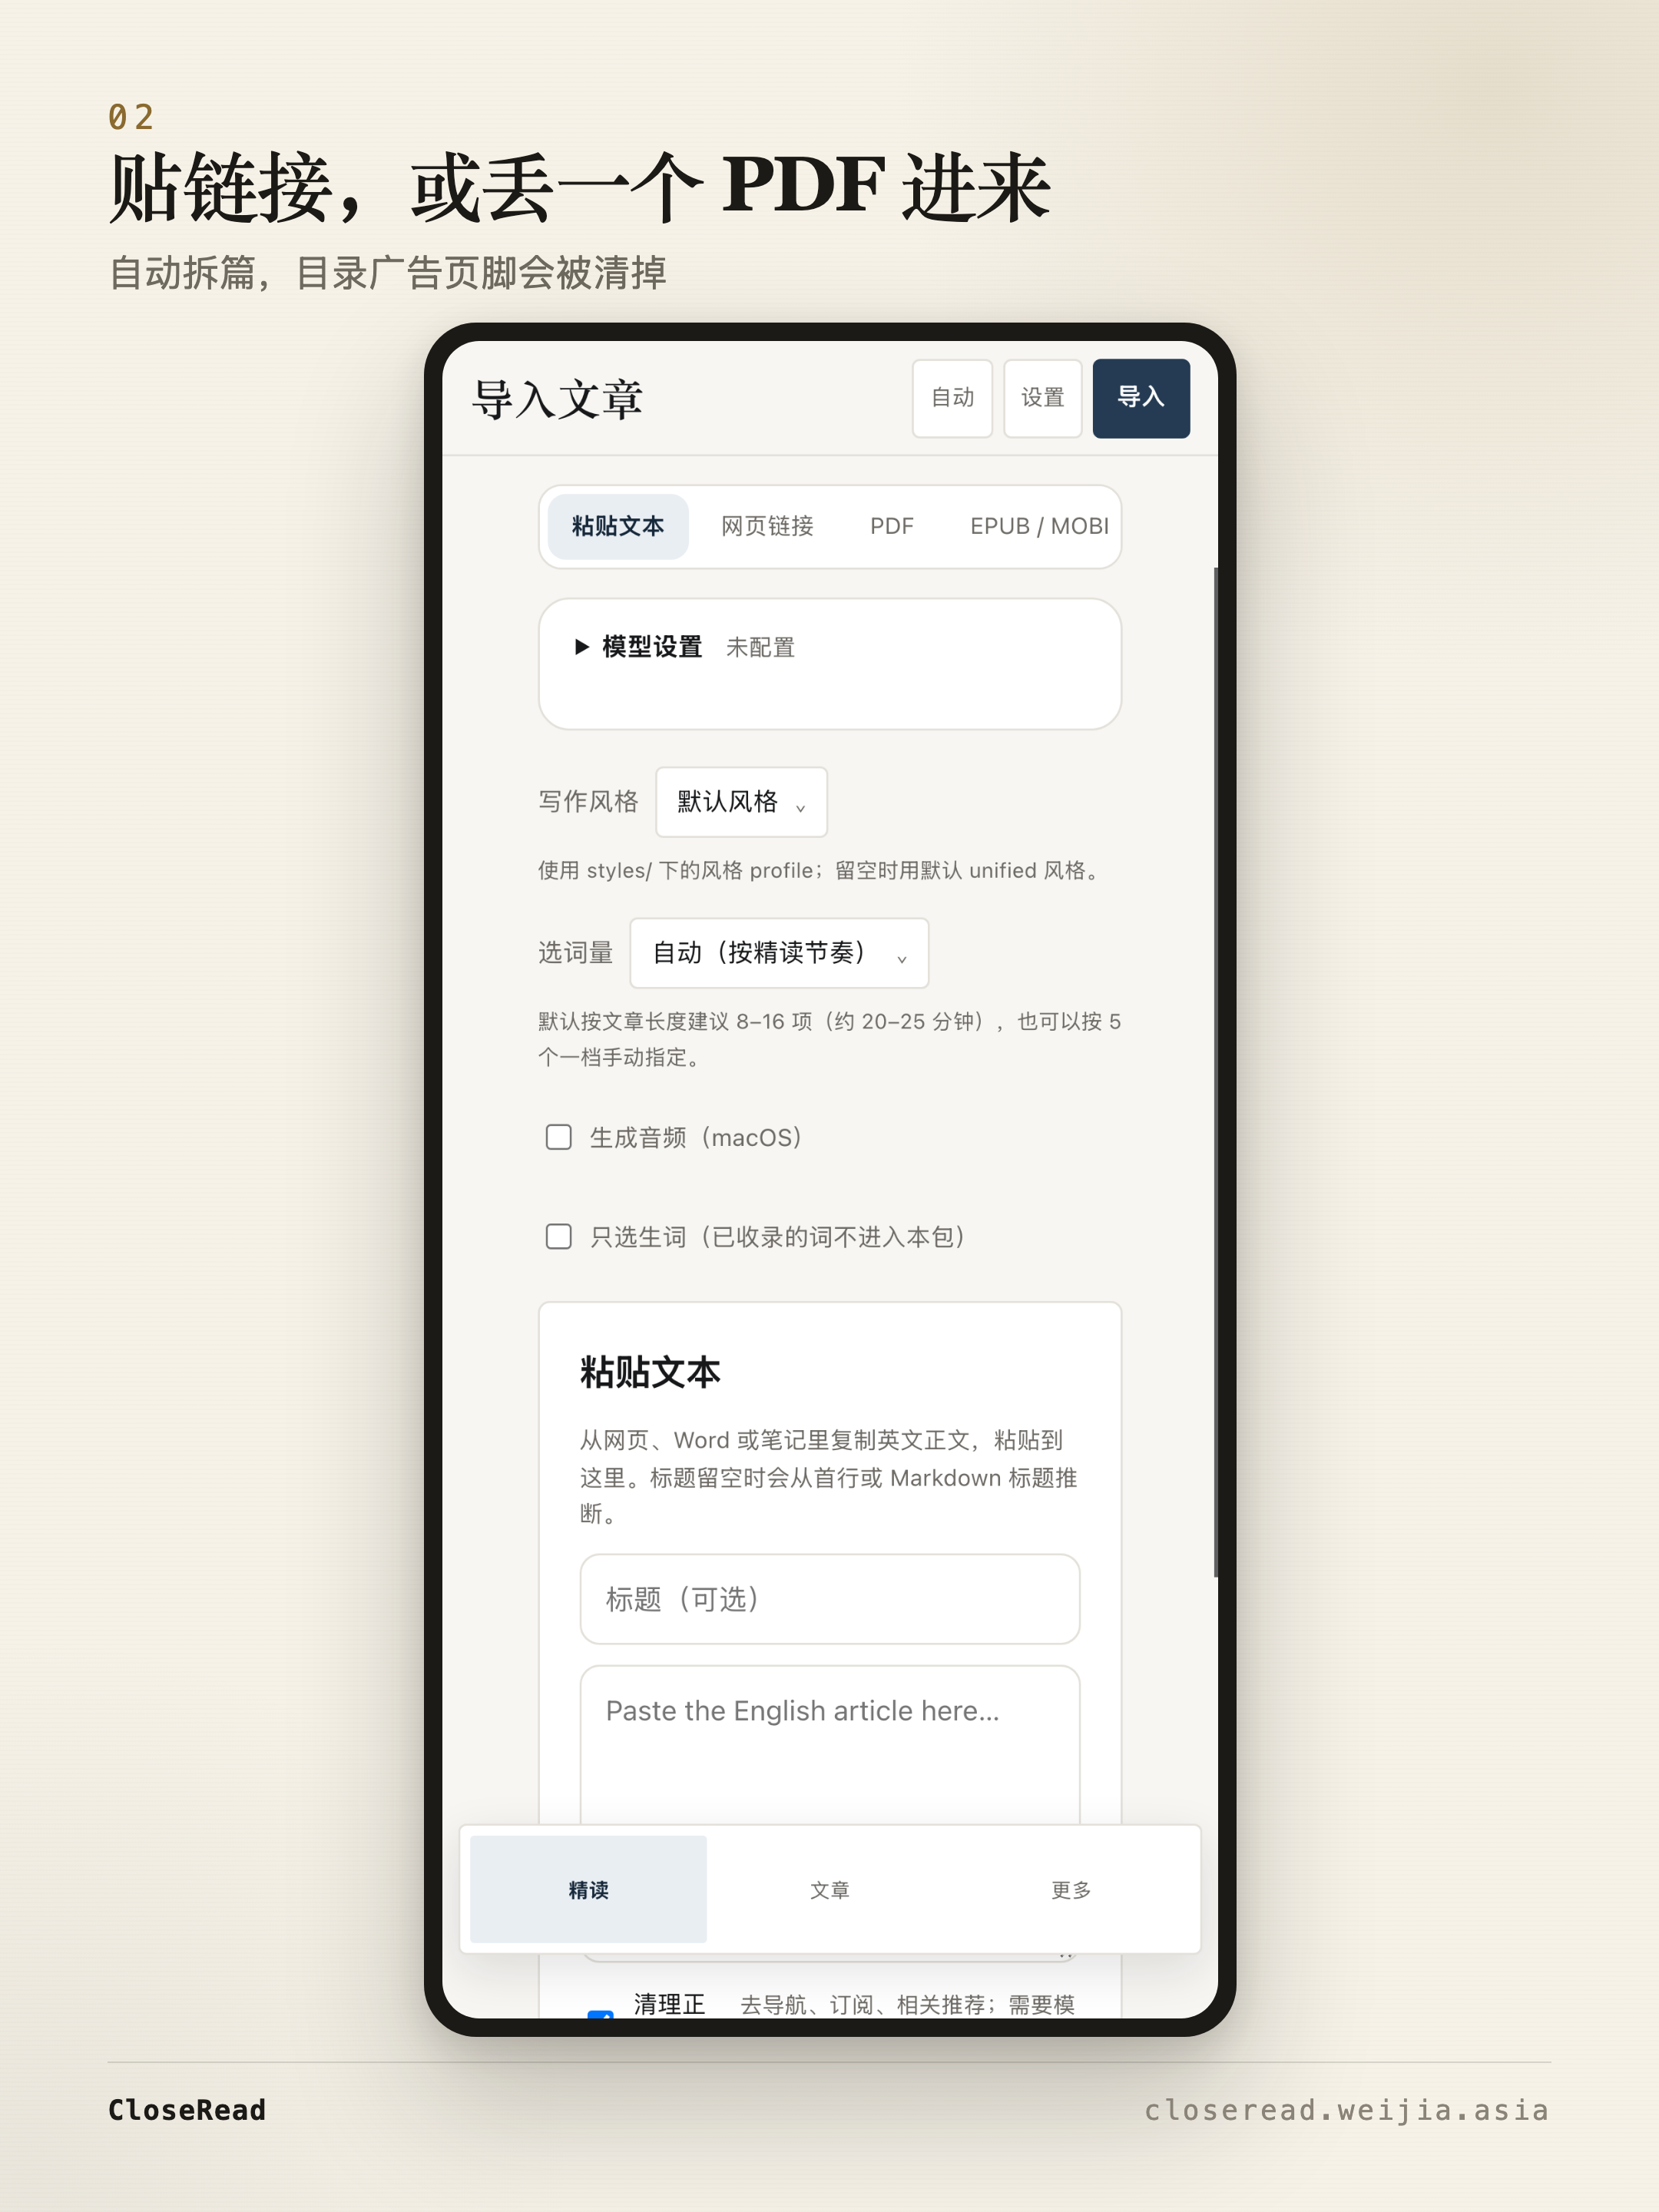 02
贴链接，或丢一个 PDF 进来
自动拆篇，目录广告页脚会被清掉
导入文章
自动
设置
导入
粘贴文本
网页链接
PDF
EPUB / MOBI
模型设置 未配置
写作风格 默认风格
使用 styles/ 下的风格 profile；留空时用默认 unified 风格。
选词量 自动（按精读节奏）
默认按文章长度建议 8–16 项（约 20–25 分钟），也可以按 5
个一档手动指定。
生成音频（macOS）
只选生词（已收录的词不进入本包）
粘贴文本
从网页、Word 或笔记里复制英文正文，粘贴到
这里。标题留空时会从首行或 Markdown 标题推
断。
标题（可选）
Paste the English article here...
精读
文章
更多
清理正 去导航、订阅、相关推荐；需要模
CloseRead
closeread.weijia.asia